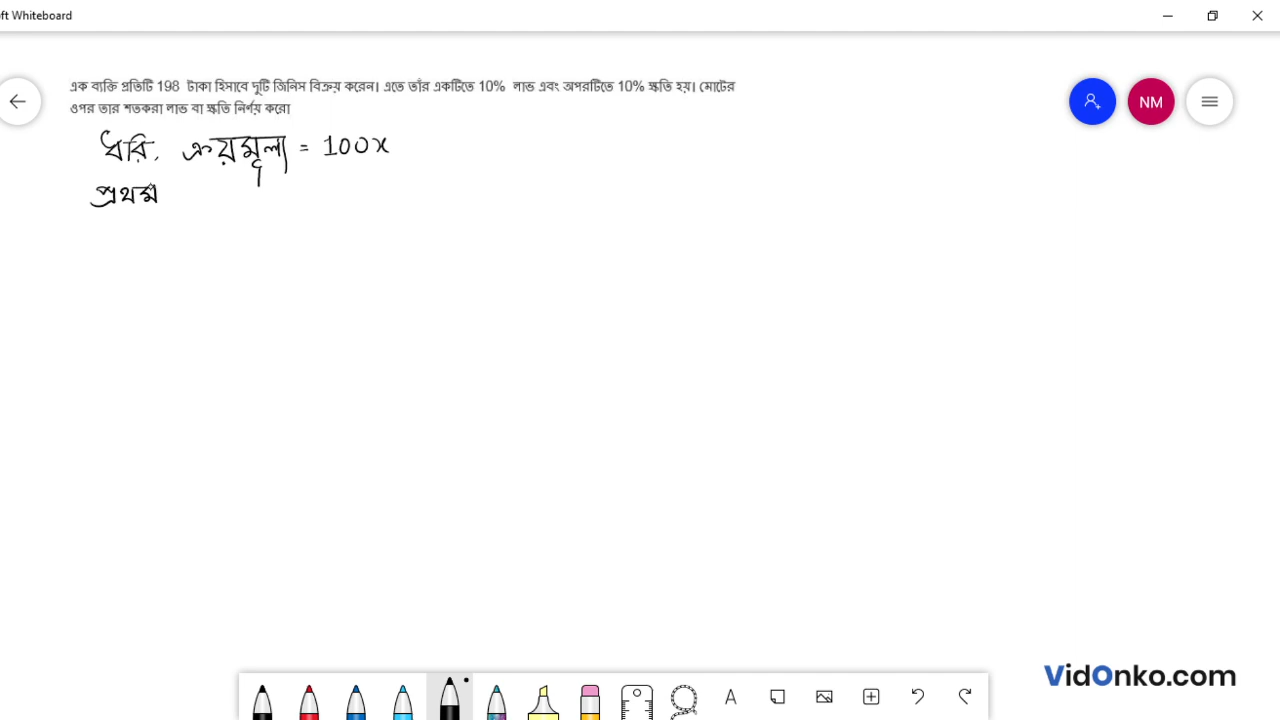 ft Whiteboard
এক ব্যক্তি প্রতিটি 198 টাকা হিসাবে দুটি জিনিস বিক্রয় করেন। এতে তাঁর একটিতে 10% লাভ এবং অপরটিতে 10% ক্ষতি হয়। মোটের
ওপর তার শতকরা লাভ বা ক্ষতি নির্ণয় করো
NM
ধরি, ক্রয়মূল্য = 100x
প্রথম
A
VidOnko.com